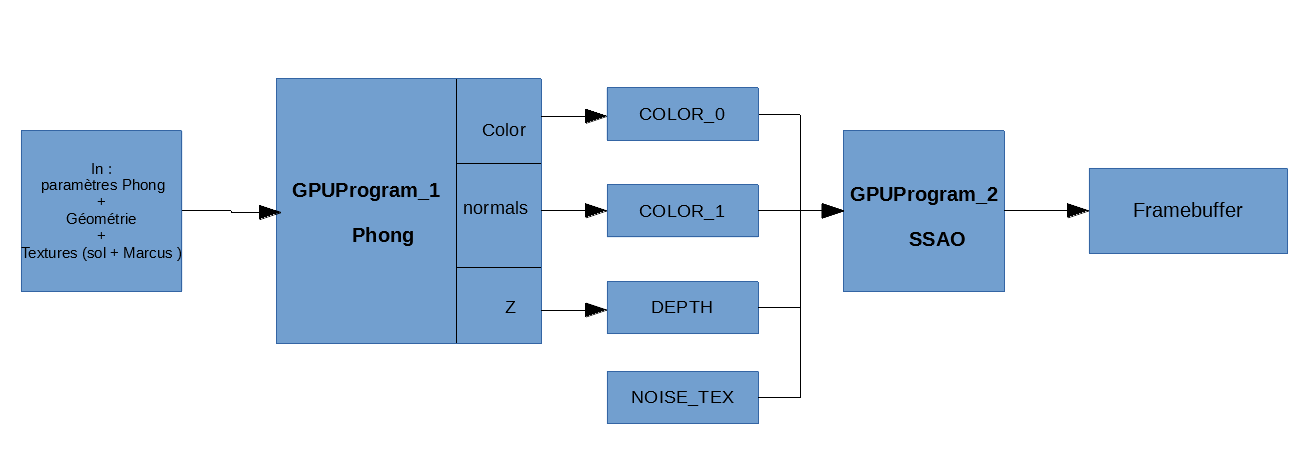 In :
paramètres Phong
+
Géométrie
+
Textures (sol + Marcus )
GPUProgram_1
Phong
Color
normals
Z
COLOR_0
COLOR_1
DEPTH
NOISE_TEX
GPUProgram_2
SSAO
Framebuffer